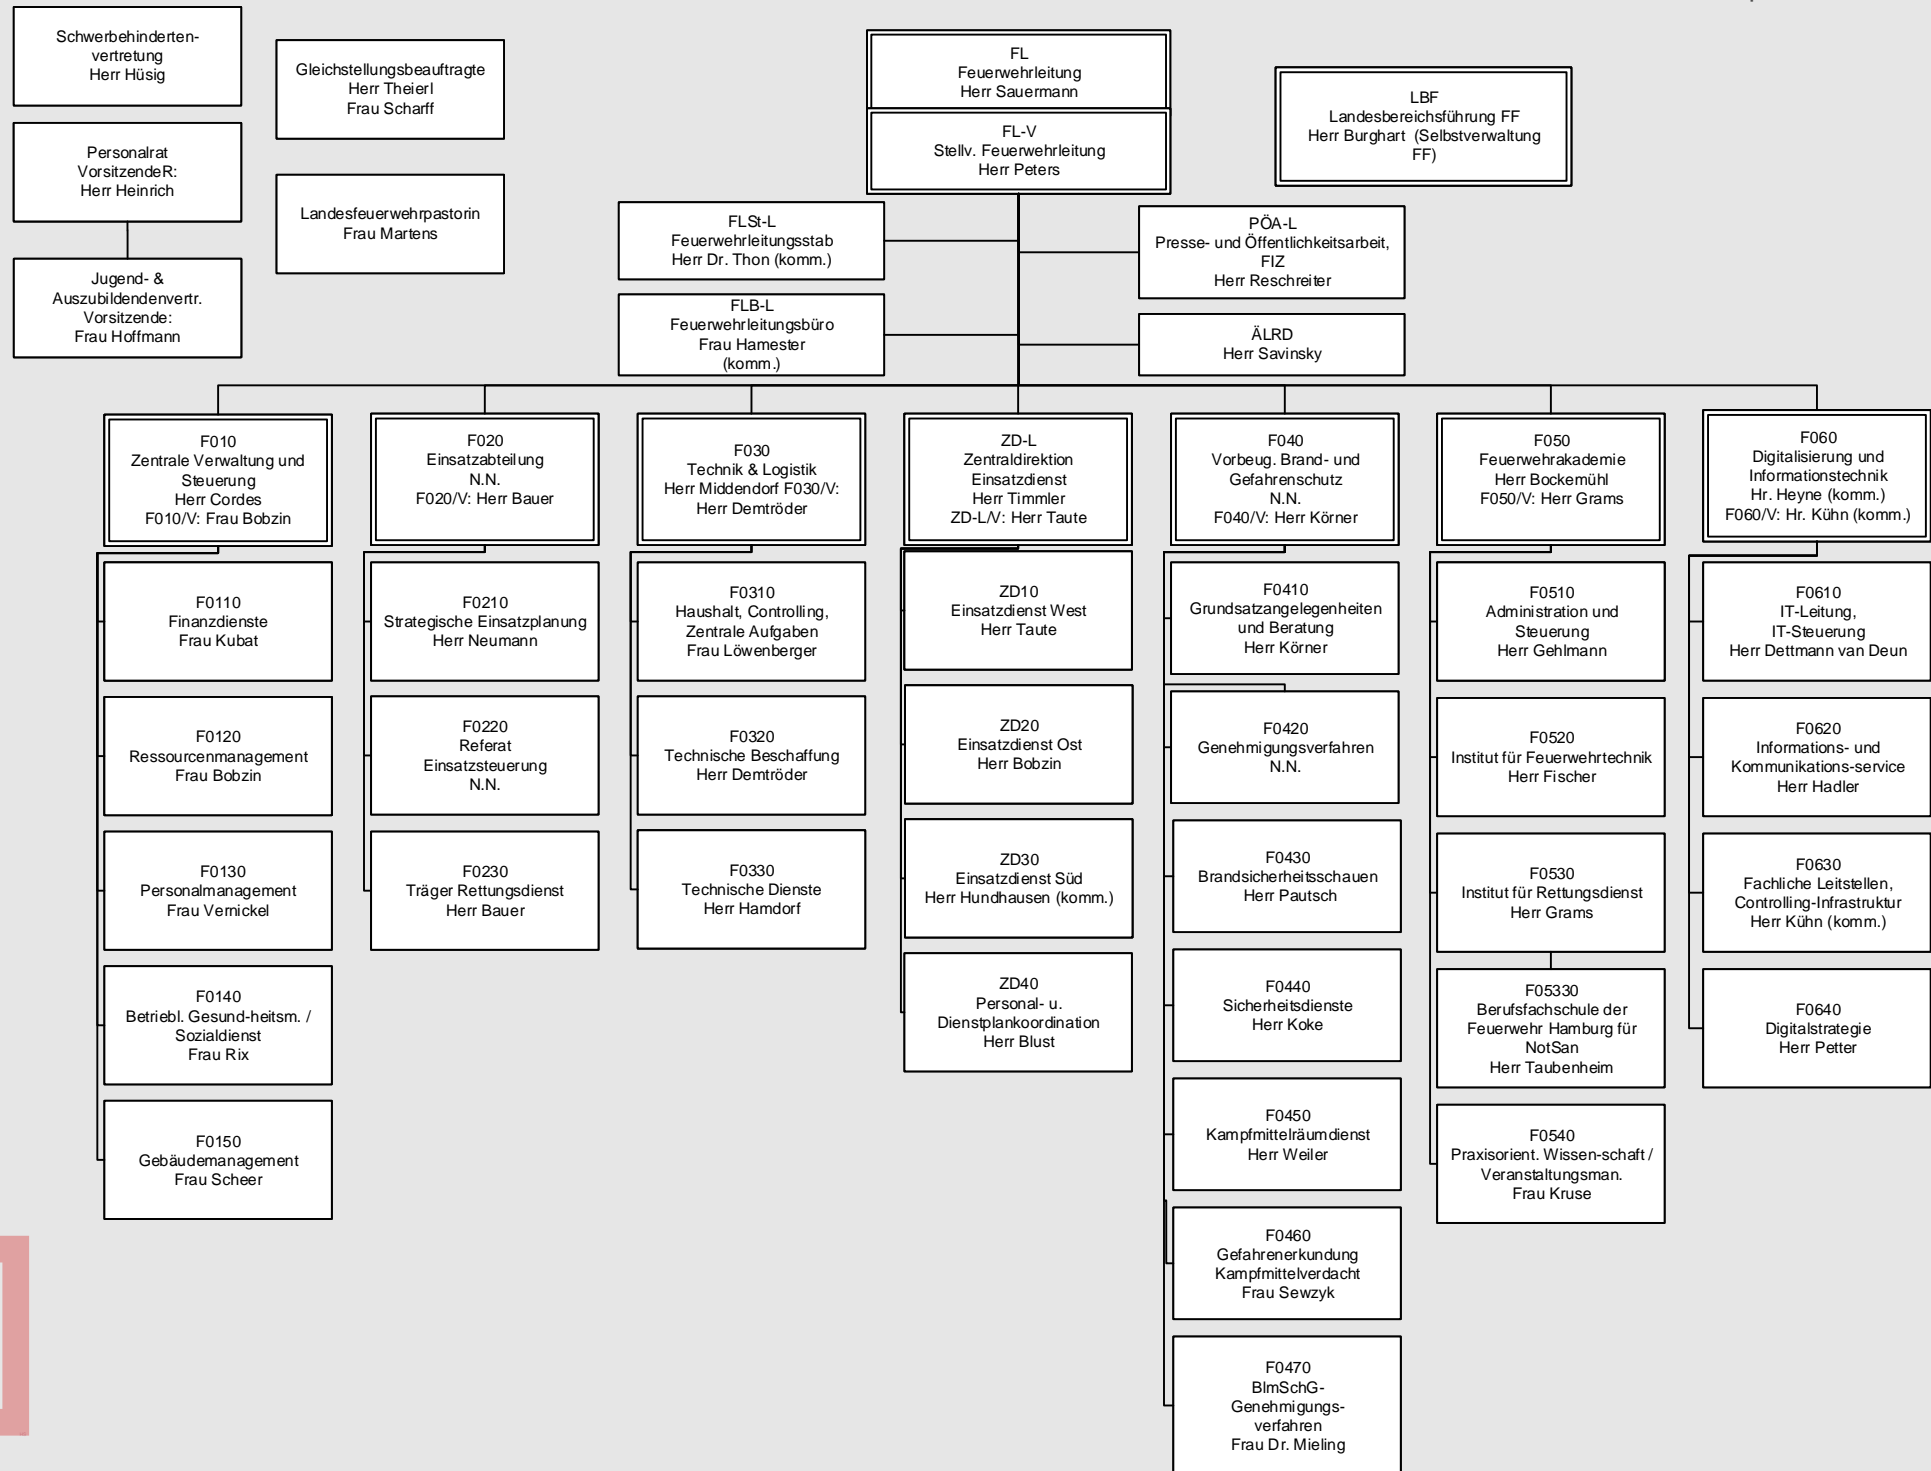 Schwerbehinderten-
vertretung
Herr Hüsig
Gleichstellungsbeauftragte
Herr Theierl
Frau Scharff
Personalrat
VorsitzendeR:
Herr Heinrich
Landesfeuerwehrpastorin
Frau Martens
Jugend- &
Auszubildendenvertr.
Vorsitzende:
Frau Hoffmann
FL
Feuerwehrleitung
Herr Sauermann
FL-V
Stellv. Feuerwehrleitung
Herr Peters
LBF
Landesbereichsführung FF
Herr Burghart (Selbstverwaltung
FF)
FLSt-L
Feuerwehrleitungsstab
Herr Dr. Thon (komm.)
PÖA-L
Presse- und Öffentlichkeitsarbeit,
FIZ
Herr Reschreiter
FLB-L
Feuerwehrleitungsbüro
Frau Hamester
(komm.)
ÄLRD
Herr Savinsky
F010
Zentrale Verwaltung und
Steuerung
Herr Cordes
F010/V: Frau Bobzin
F0110
Finanzdienste
Frau Kubat
F0120
Ressourcenmanagement
Frau Bobzin
F0130
Personalmanagement
Frau Vernickel
F0140
Betriebl. Gesund-heitsm. /
Sozialdienst
Frau Rix
F0150
Gebäudemanagement
Frau Scheer
F020
Einsatzabteilung
N.N.
F020/V: Herr Bauer
F0210
Strategische Einsatzplanung
Herr Neumann
F0220
Referat
Einsatzsteuerung
N.N.
F0230
Träger Rettungsdienst
Herr Bauer
F030
Technik & Logistik
Herr Middendorf F030/V:
Herr Demtröder
F0310
Haushalt, Controlling,
Zentrale Aufgaben
Frau Löwenberger
F0320
Technische Beschaffung
Herr Demtröder
F0330
Technische Dienste
Herr Hamdorf
ZD-L
Zentraldirektion
Einsatzdienst
Herr Timmler
ZD-L/V: Herr Taute
ZD10
Einsatzdienst West
Herr Taute
ZD20
Einsatzdienst Ost
Herr Bobzin
ZD30
Einsatzdienst Süd
Herr Hundhausen (komm.)
ZD40
Personal- u.
Dienstplankoordination
Herr Blust
F040
Vorbeug. Brand- und
Gefahrenschutz
N.N.
F040/V: Herr Körner
F0410
Grundsatzangelegenheiten
und Beratung
Herr Körner
F0420
Genehmigungsverfahren
N.N.
F0430
Brandsicherheitsschauen
Herr Pautsch
F0440
Sicherheitsdienste
Herr Koke
F0450
Kampfmittelräumdienst
Herr Weiler
F0460
Gefahrenerkundung
Kampfmittelverdacht
Frau Sewzyk
F0470
BImSchG-
Genehmigungs-
verfahren
Frau Dr. Mieling
F050
Feuerwehrakademie
Herr Bockemühl
F050/V: Herr Grams
F0510
Administration und
Steuerung
Herr Gehlmann
F0520
Institut für Feuerwehrtechnik
Herr Fischer
F0530
Institut für Rettungsdienst
Herr Grams
F05330
Berufsfachschule der
Feuerwehr Hamburg für
NotSan
Herr Taubenheim
F0540
Praxisorient. Wissen-schaft /
Veranstaltungsman.
Frau Kruse
F060
Digitalisierung und
Informationstechnik
Hr. Heyne (komm.)
F060/V: Hr. Kühn (komm.)
F0610
IT-Leitung,
IT-Steuerung
Herr Dettmann van Deun
F0620
Informations- und
Kommunikations-service
Herr Hadler
F0630
Fachliche Leitstellen,
Controlling-Infrastruktur
Herr Kühn (komm.)
F0640
Digitalstrategie
Herr Petter